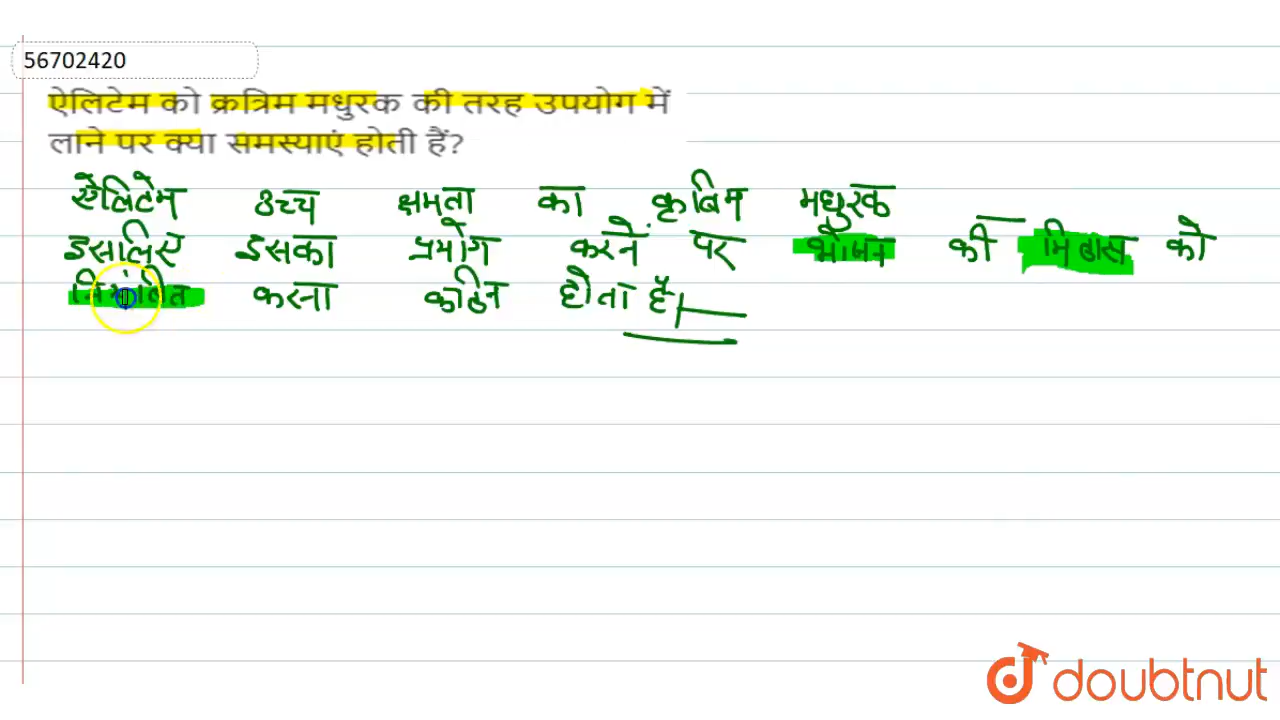 56702420
ऐलिटेम को क्रत्रिम मधुरक की तरह उपयोग में
लाने पर क्या समस्याएं होती हैं?
ऐलिटेम उच्च क्षमता का कृत्रिम मधुरक
इसलिए इसका प्रयोग करने पर भोजन की मिठास को
नियंत्रित करना कठिन होता है।
doubtnut